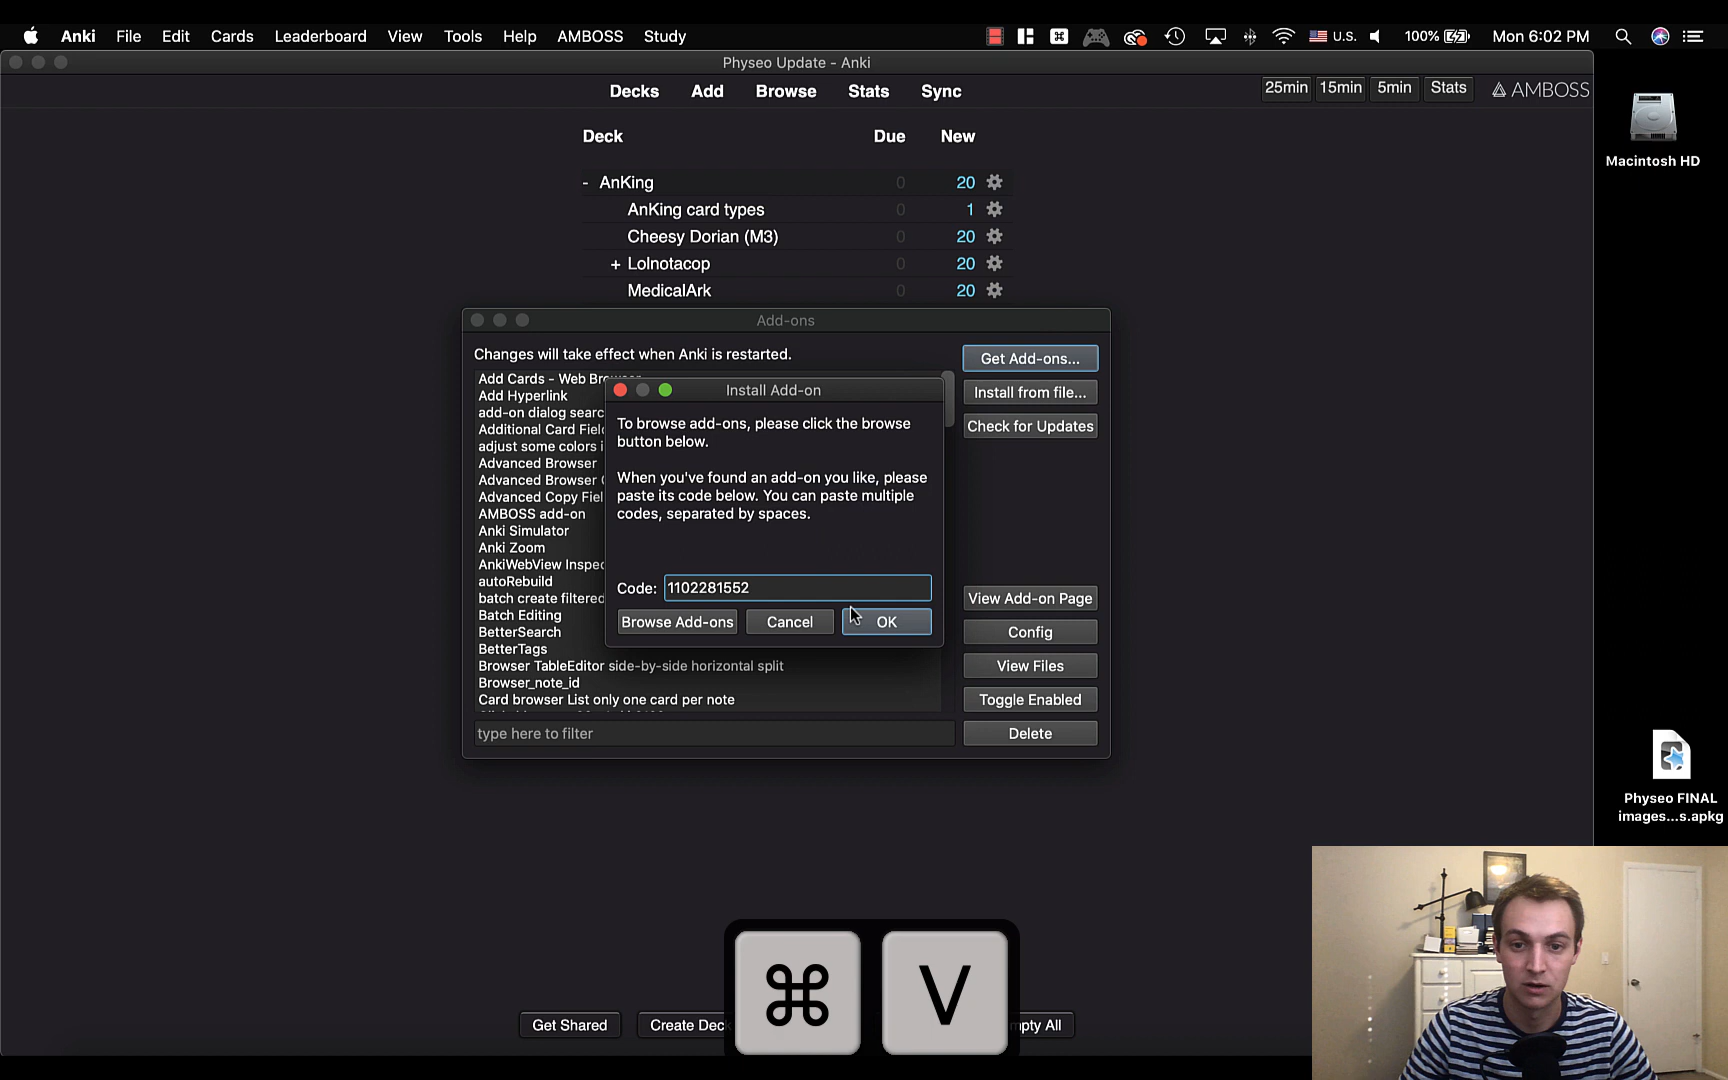 Anki File Edit Cards Leaderboard View Tools Help AMBOSS Study U.S. 100% Mon 6:02 PM
Physeo Update - Anki
Decks Add Browse Stats Sync 25min 15min 5min Stats AMBOSS
Deck Due New
- AnKing 0 20
AnKing card types 0 1
Cheesy Dorian (M3) 0 20
+ Lolnotacop 0 20
MedicalArk 0 20
Macintosh HD
Add-ons
Changes will take effect when Anki is restarted.
Add Cards - Web Browser
Add Hyperlink
add-on dialog searc
Additional Card Fiel
adjust some colors i
Advanced Browser
Advanced Browser
Advanced Copy Fiel
AMBOSS add-on
Anki Simulator
Anki Zoom
AnkiWebView Inspec
autoRebuild
batch create filtered
Batch Editing
BetterSearch
BetterTags
Browser TableEditor side-by-side horizontal split
Browser_note_id
Card browser List only one card per note
type here to filter
Get Add-ons...
Install from file...
Check for Updates
View Add-on Page
Config
View Files
Toggle Enabled
Delete
Install Add-on
To browse add-ons, please click the browse
button below.
When you've found an add-on you like, please
paste its code below. You can paste multiple
codes, separated by spaces.
Code: 1102281552
Browse Add-ons Cancel OK
Physeo FINAL
images...s.apkg
Get Shared Create Deck mpty All
⌘ V